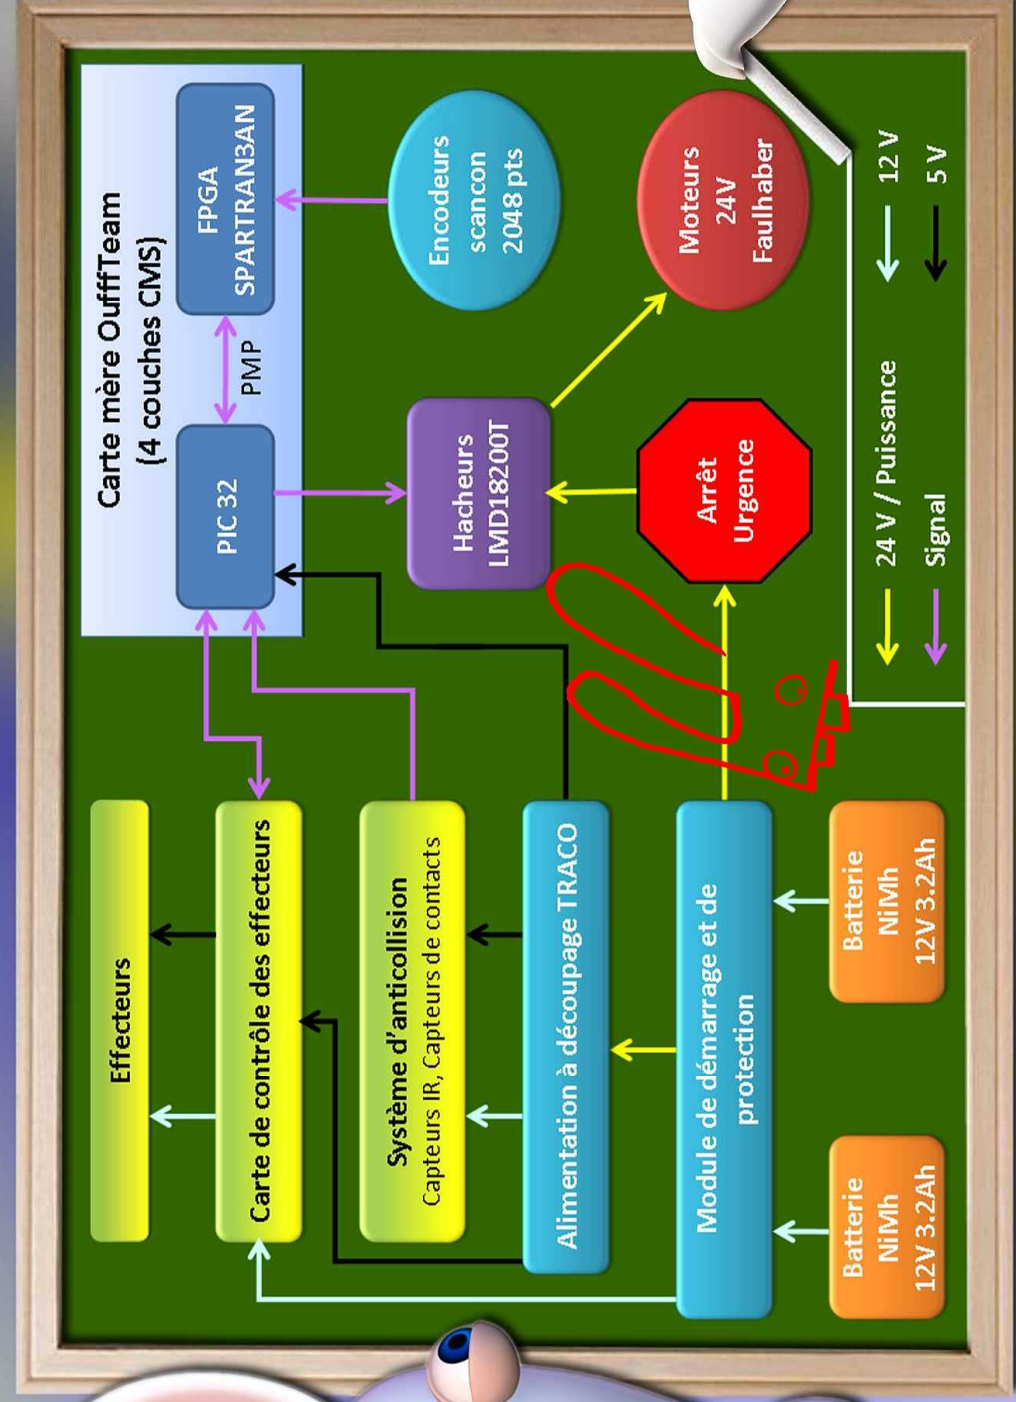 Carte mère OuffTeam
(4 couches CMS)
PIC 32
PMP
FPGA
SPARTRAN3AN
Effecteurs
Carte de contrôle des effecteurs
Système d'anticollision
Capteurs IR, Capteurs de contacts
Alimentation à découpage TRACO
Module de démarrage et de
protection
Batterie
NiMh
12V 3.2Ah
Batterie
NiMh
12V 3.2Ah
Hacheurs
LMD18200T
Encodeurs
scancon
2048 pts
Arrêt
Urgence
Moteurs
24V
Faulhaber
24 V / Puissance
12 V
Signal
5 V